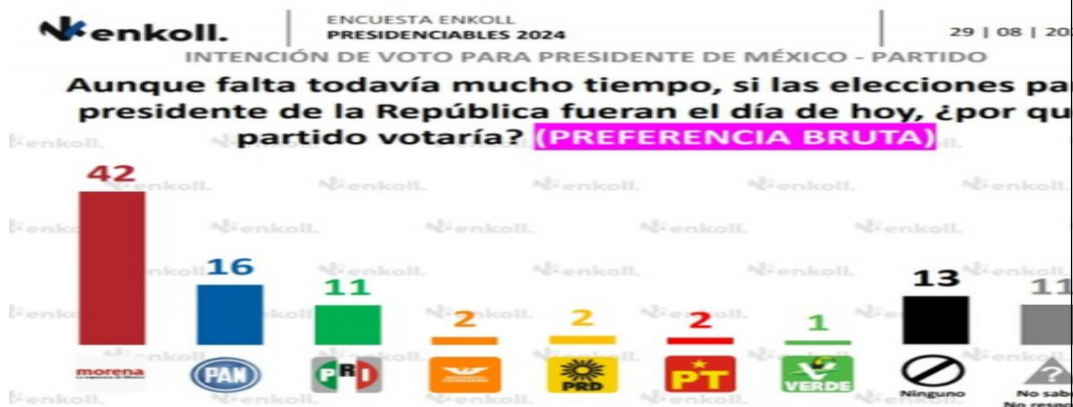 enkoll.
ENCUESTA ENKOLL
PRESIDENCIABLES 2024
29 | 08 | 20
INTENCIÓN DE VOTO PARA PRESIDENTE DE MÉXICO - PARTIDO
Aunque falta todavía mucho tiempo, si las elecciones pa
presidente de la República fueran el día de hoy, ¿por qu
partido votaría? (PREFERENCIA BRUTA)
42
16
11
2
2
2
1
13
11
morena
PAN
PRI
PRD
PT
VERDE
Ninguno
No sab
No respo